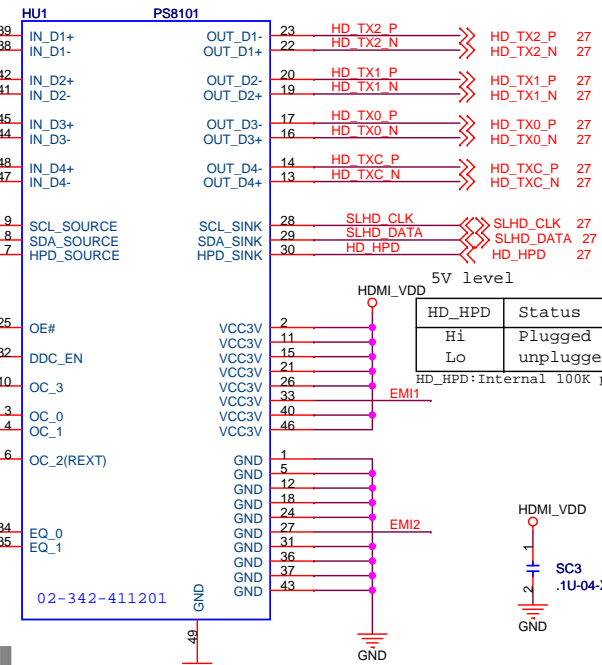 HU1 PS8101
39 IN_D1+ OUT_D1- 23 HD_TX2_P HD_TX2_P 27
38 IN_D1- OUT_D1+ 22 HD_TX2_N HD_TX2_N 27
42 IN_D2+ OUT_D2- 20 HD_TX1_P HD_TX1_P 27
41 IN_D2- OUT_D2+ 19 HD_TX1_N HD_TX1_N 27
45 IN_D3+ OUT_D3- 17 HD_TX0_P HD_TX0_P 27
44 IN_D3- OUT_D3+ 16 HD_TX0_N HD_TX0_N 27
48 IN_D4+ OUT_D4- 14 HD_TXC_P HD_TXC_P 27
47 IN_D4- OUT_D4+ 13 HD_TXC_N HD_TXC_N 27
9 SCL_SOURCE SCL_SINK 28 SLHD_CLK SLHD_CLK 27
8 SDA_SOURCE SDA_SINK 29 SLHD_DATA SLHD_DATA 27
7 HPD_SOURCE HPD_SINK 30 HD_HPD HD_HPD 27
5V level
HDMI_VDD
HD_HPD Status
Hi Plugged
Lo unplugge
HD_HPD:Internal 100K p
25 OE# VCC3V 2
VCC3V 11
32 DDC_EN VCC3V 15
VCC3V 21
10 OC_3 VCC3V 26
VCC3V 33 EMI1
3 OC_0 VCC3V 40
4 OC_1 VCC3V 46
6 OC_2(REXT) GND 1
GND 5
GND 12
GND 18
GND 24
34 EQ_0 GND 27 EMI2
35 EQ_1 GND 31
GND 36
GND 37
GND 43
02-342-411201
GND
49
GND
HDMI_VDD
1
SC3
.1U-04-X
2
GND